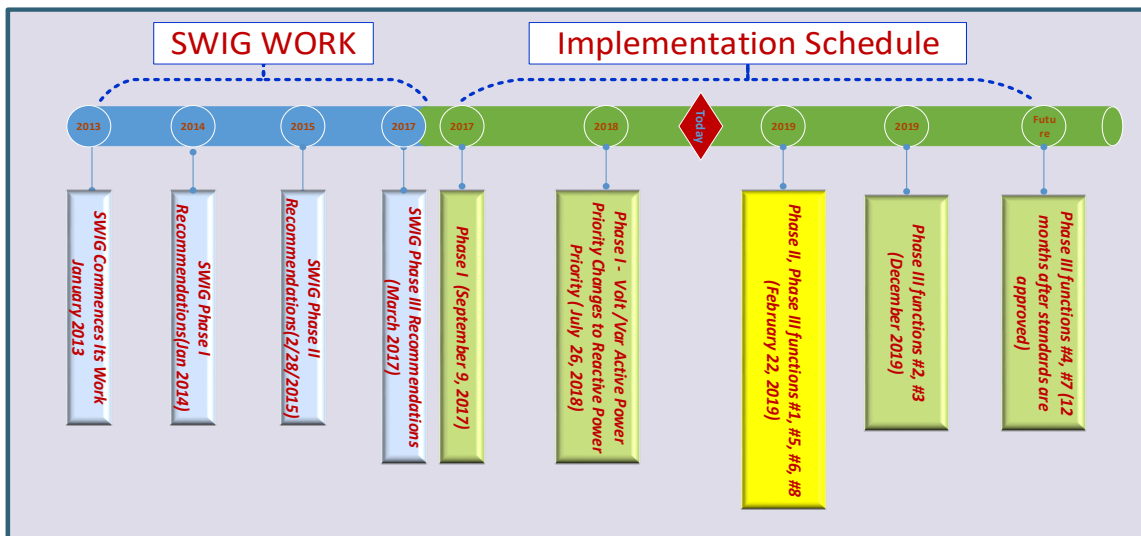 SWIG WORK
Implementation Schedule
2013
2014
2015
2017
2017
2018
Today
2019
2019
Futu
re
SWIG Commences Its Work
January 2013
SWIG Phase I
Recommendations(Jan 2014)
SWIG Phase II
Recommendations(2/28/2015)
SWIG Phase III Recommendations
(March 2017)
Phase I (September 9, 2017)
Phase I - Volt /Var Active Power
Priority Changes to Reactive Power
Priority ( July 26, 2018)
Phase II, Phase III functions #1, #5, #6, #8
(February 22, 2019)
Phase III functions #2, #3
(December 2019)
Phase III functions #4, #7 (12
months after standards are
approved)